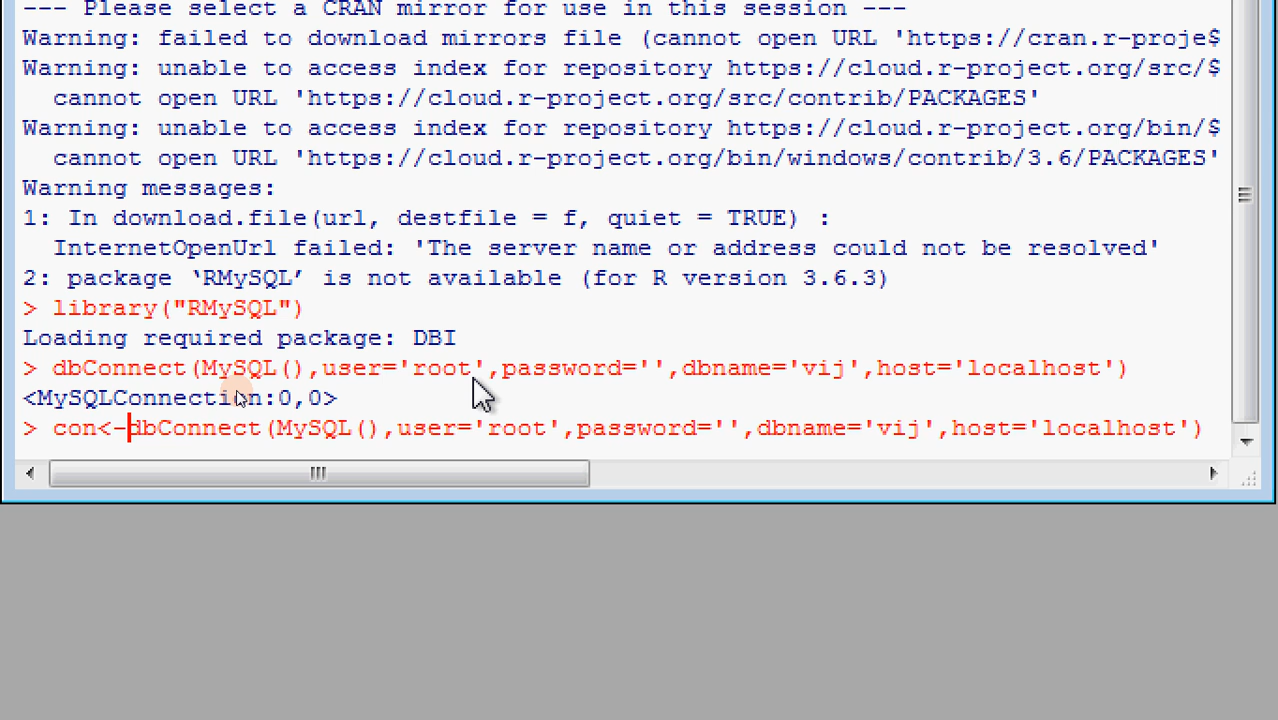 --- Please select a CRAN mirror for use in this session ---
Warning: failed to download mirrors file (cannot open URL 'https://cran.r-proje$
Warning: unable to access index for repository https://cloud.r-project.org/src/$
  cannot open URL 'https://cloud.r-project.org/src/contrib/PACKAGES'
Warning: unable to access index for repository https://cloud.r-project.org/bin/$
  cannot open URL 'https://cloud.r-project.org/bin/windows/contrib/3.6/PACKAGES'
Warning messages:
1: In download.file(url, destfile = f, quiet = TRUE) :
  InternetOpenUrl failed: 'The server name or address could not be resolved'
2: package ‘RMySQL’ is not available (for R version 3.6.3)
> library("RMySQL")
Loading required package: DBI
> dbConnect(MySQL(),user='root',password='',dbname='vij',host='localhost')
<MySQLConnection:0,0>
> con<-dbConnect(MySQL(),user='root',password='',dbname='vij',host='localhost')